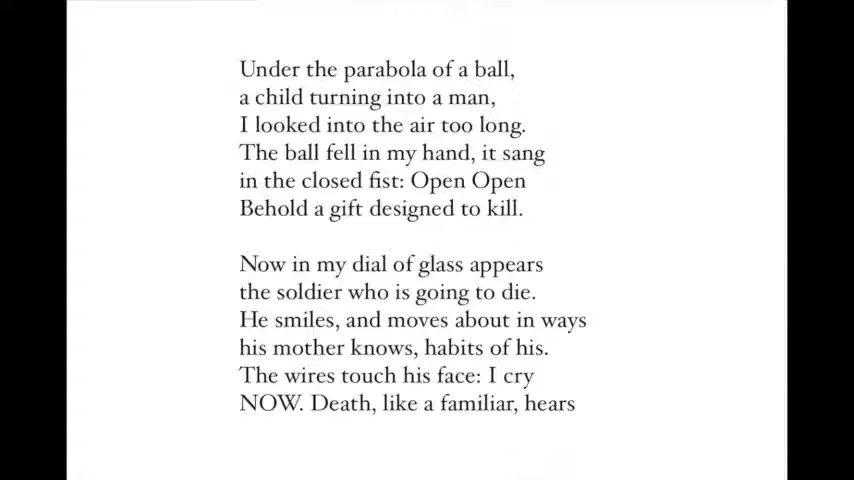 Under the parabola of a ball,
a child turning into a man,
I looked into the air too long.
The ball fell in my hand, it sang
in the closed fist: Open Open
Behold a gift designed to kill.
Now in my dial of glass appears
the soldier who is going to die.
He smiles, and moves about in ways
his mother knows, habits of his.
The wires touch his face: I cry
NOW. Death, like a familiar, hears